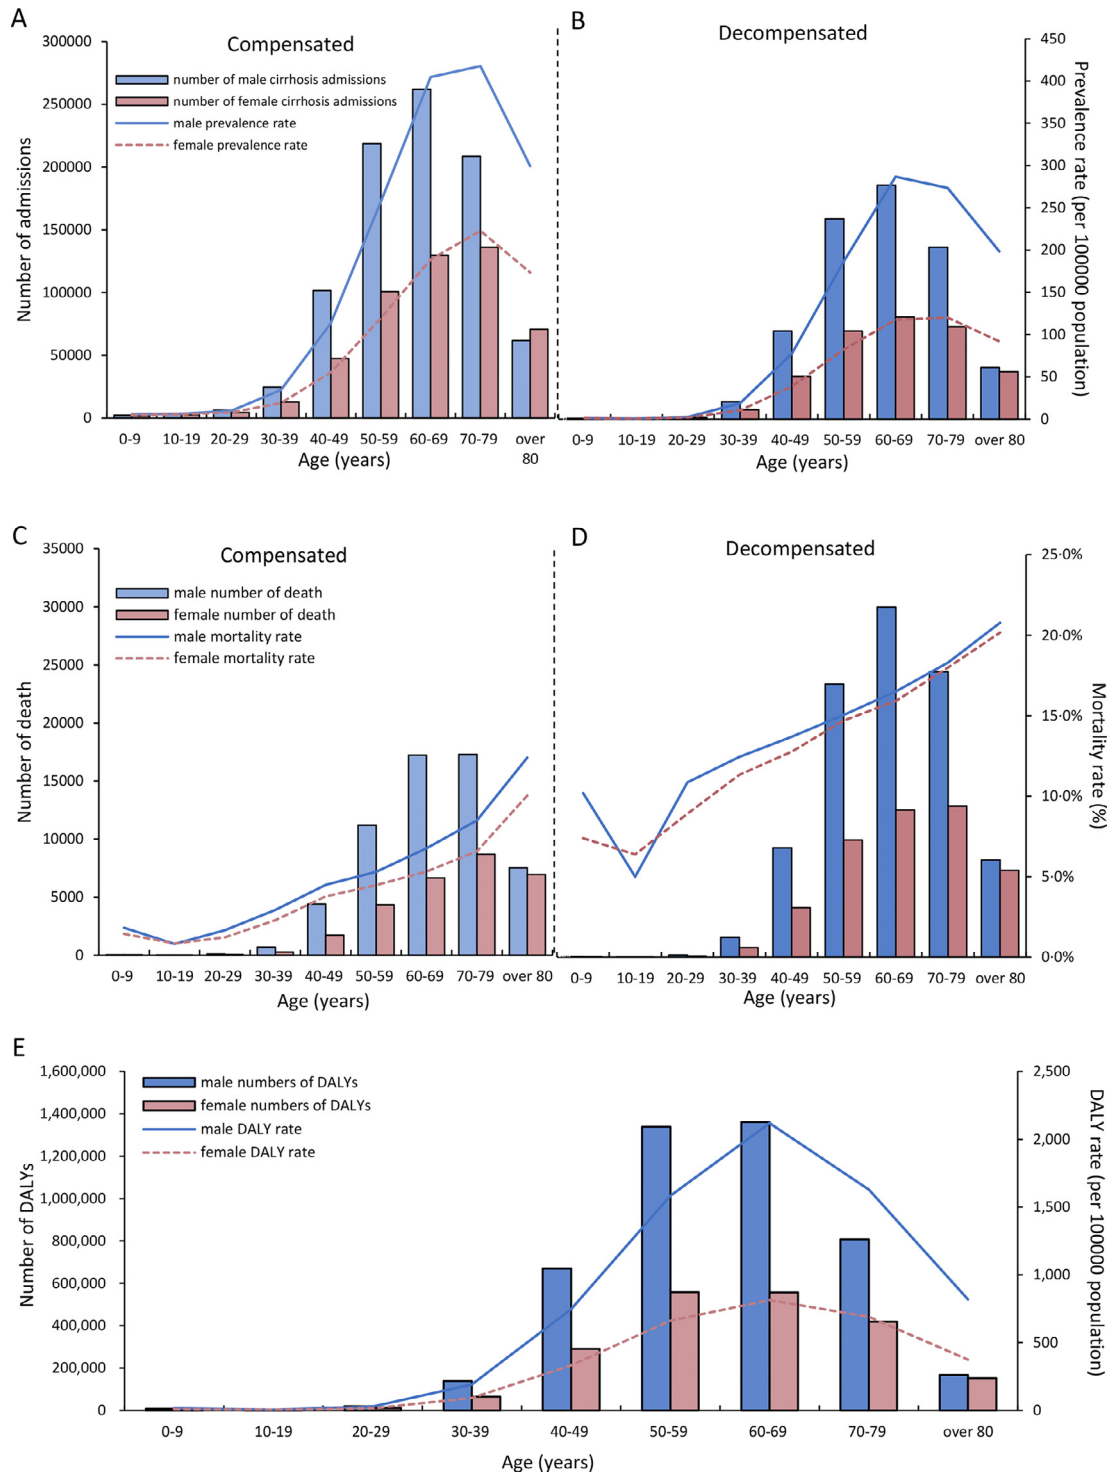 A
Compensated
300000
250000
200000
150000
100000
50000
0
Number of admissions
number of male cirrhosis admissions
number of female cirrhosis admissions
male prevalence rate
female prevalence rate
0-9 10-19 20-29 30-39 40-49 50-59 60-69 70-79 over 80
Age (years)
B
Decompensated
450
400
350
300
250
200
150
100
50
0
Prevalence rate (per 100000 population)
0-9 10-19 20-29 30-39 40-49 50-59 60-69 70-79 over 80
Age (years)
C
Compensated
35000
30000
25000
20000
15000
10000
5000
0
Number of death
male number of death
female number of death
male mortality rate
female mortality rate
0-9 10-19 20-29 30-39 40-49 50-59 60-69 70-79 over 80
Age (years)
D
Decompensated
25·0%
20·0%
15·0%
10·0%
5·0%
0·0%
Mortality rate (%)
0-9 10-19 20-29 30-39 40-49 50-59 60-69 70-79 over 80
Age (years)
E
1,600,000
1,400,000
1,200,000
1,000,000
800,000
600,000
400,000
200,000
0
Number of DALYs
male numbers of DALYs
female numbers of DALYs
male DALY rate
female DALY rate
2,500
2,000
1,500
1,000
500
0
DALY rate (per 100000 population)
0-9 10-19 20-29 30-39 40-49 50-59 60-69 70-79 over 80
Age (years)